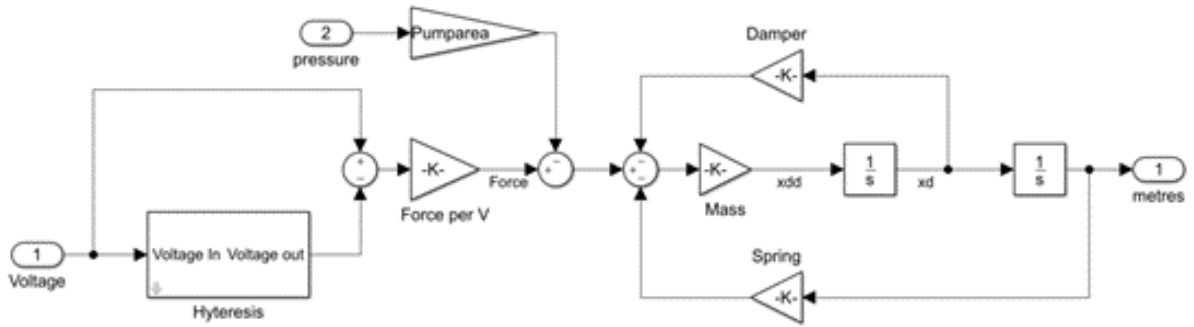 2
pressure
Pumparea
Damper
-K-
+
−
-K-
Force per V
Force
−
+
−
+
−
-K-
Mass
xdd
1
s
xd
1
s
1
metres
1
Voltage
Voltage In Voltage out
Hyteresis
Spring
-K-